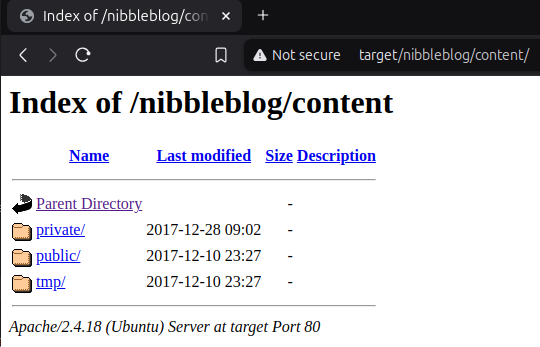 Index of /nibbleblog/con
Not secure target/nibbleblog/content/
Index of /nibbleblog/content
Name Last modified Size Description
Parent Directory -
private/ 2017-12-28 09:02 -
public/ 2017-12-10 23:27 -
tmp/ 2017-12-10 23:27 -
Apache/2.4.18 (Ubuntu) Server at target Port 80